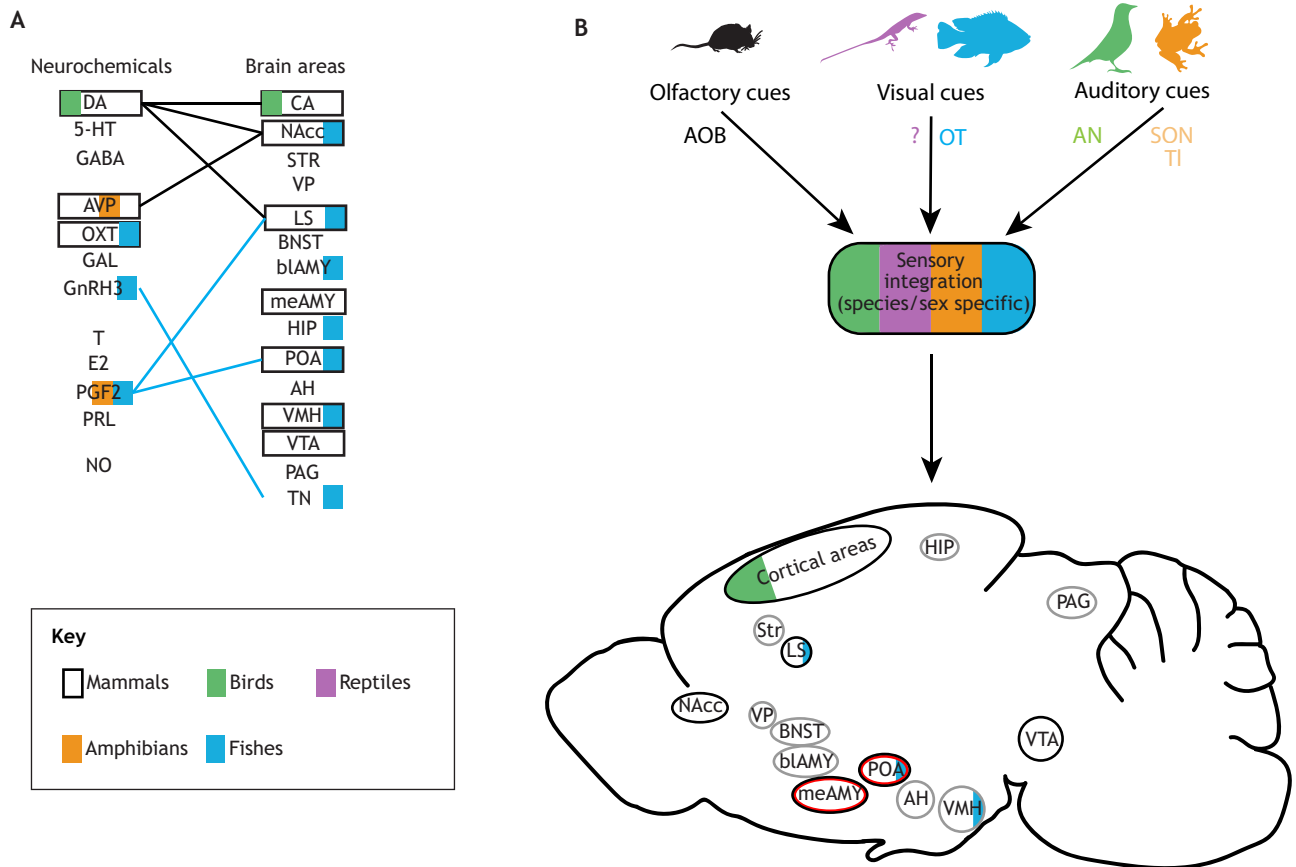 A
Neurochemicals
DA
5-HT
GABA
AVP
OXT
GAL
GnRH3
T
E2
PGF2
PRL
NO
Brain areas
CA
NAcc
STR
VP
LS
BNST
blAMY
meAMY
HIP
POA
AH
VMH
VTA
PAG
TN
Key
Mammals
Birds
Reptiles
Amphibians
Fishes
B
Olfactory cues
AOB
Visual cues
? OT
Auditory cues
AN
SON
Tl
Sensory
integration
(species/sex specific)
Cortical areas
HIP
PAG
Str
LS
NAcc
VP
BNST
blAMY
meAMY
POA
AH
VMH
VTA